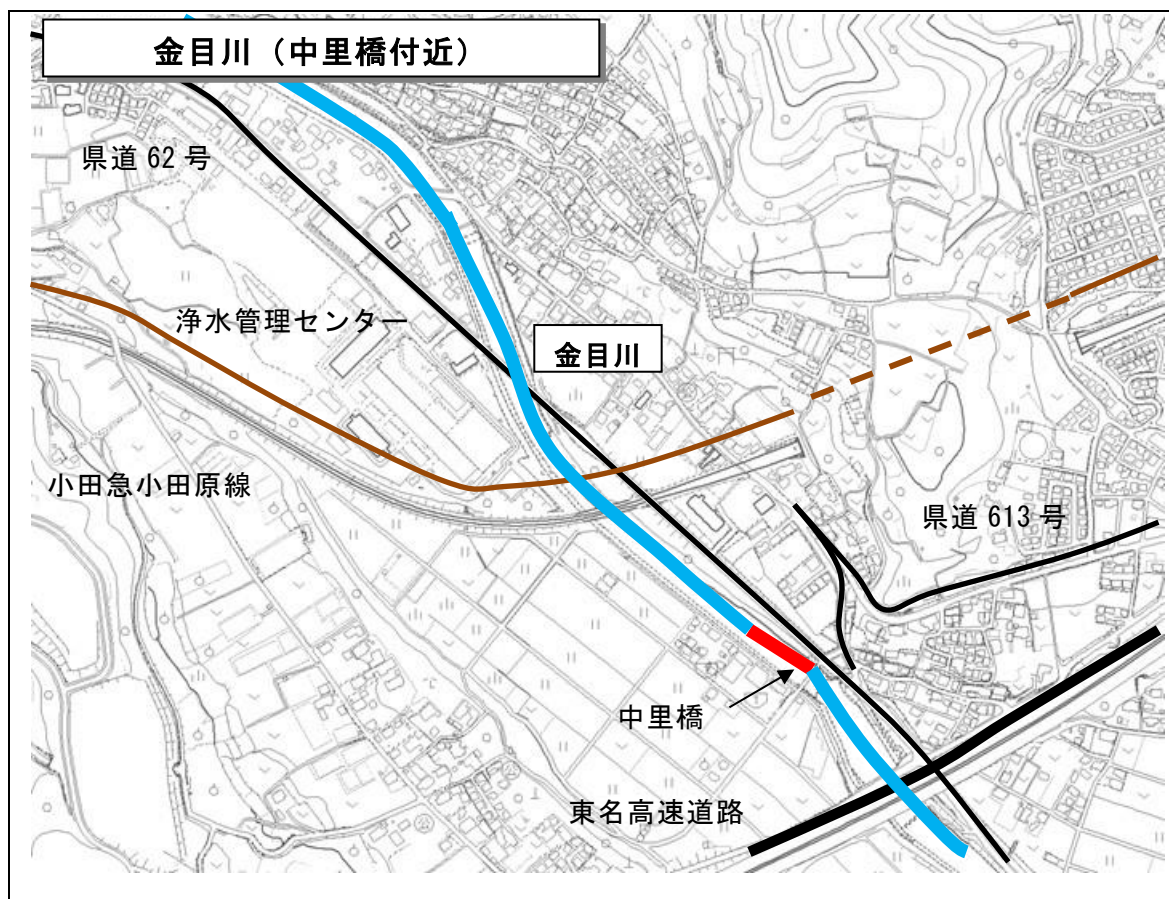 金目川（中里橋付近）
県道 62 号
浄水管理センター
金目川
小田急小田原線
県道 613 号
中里橋
東名高速道路